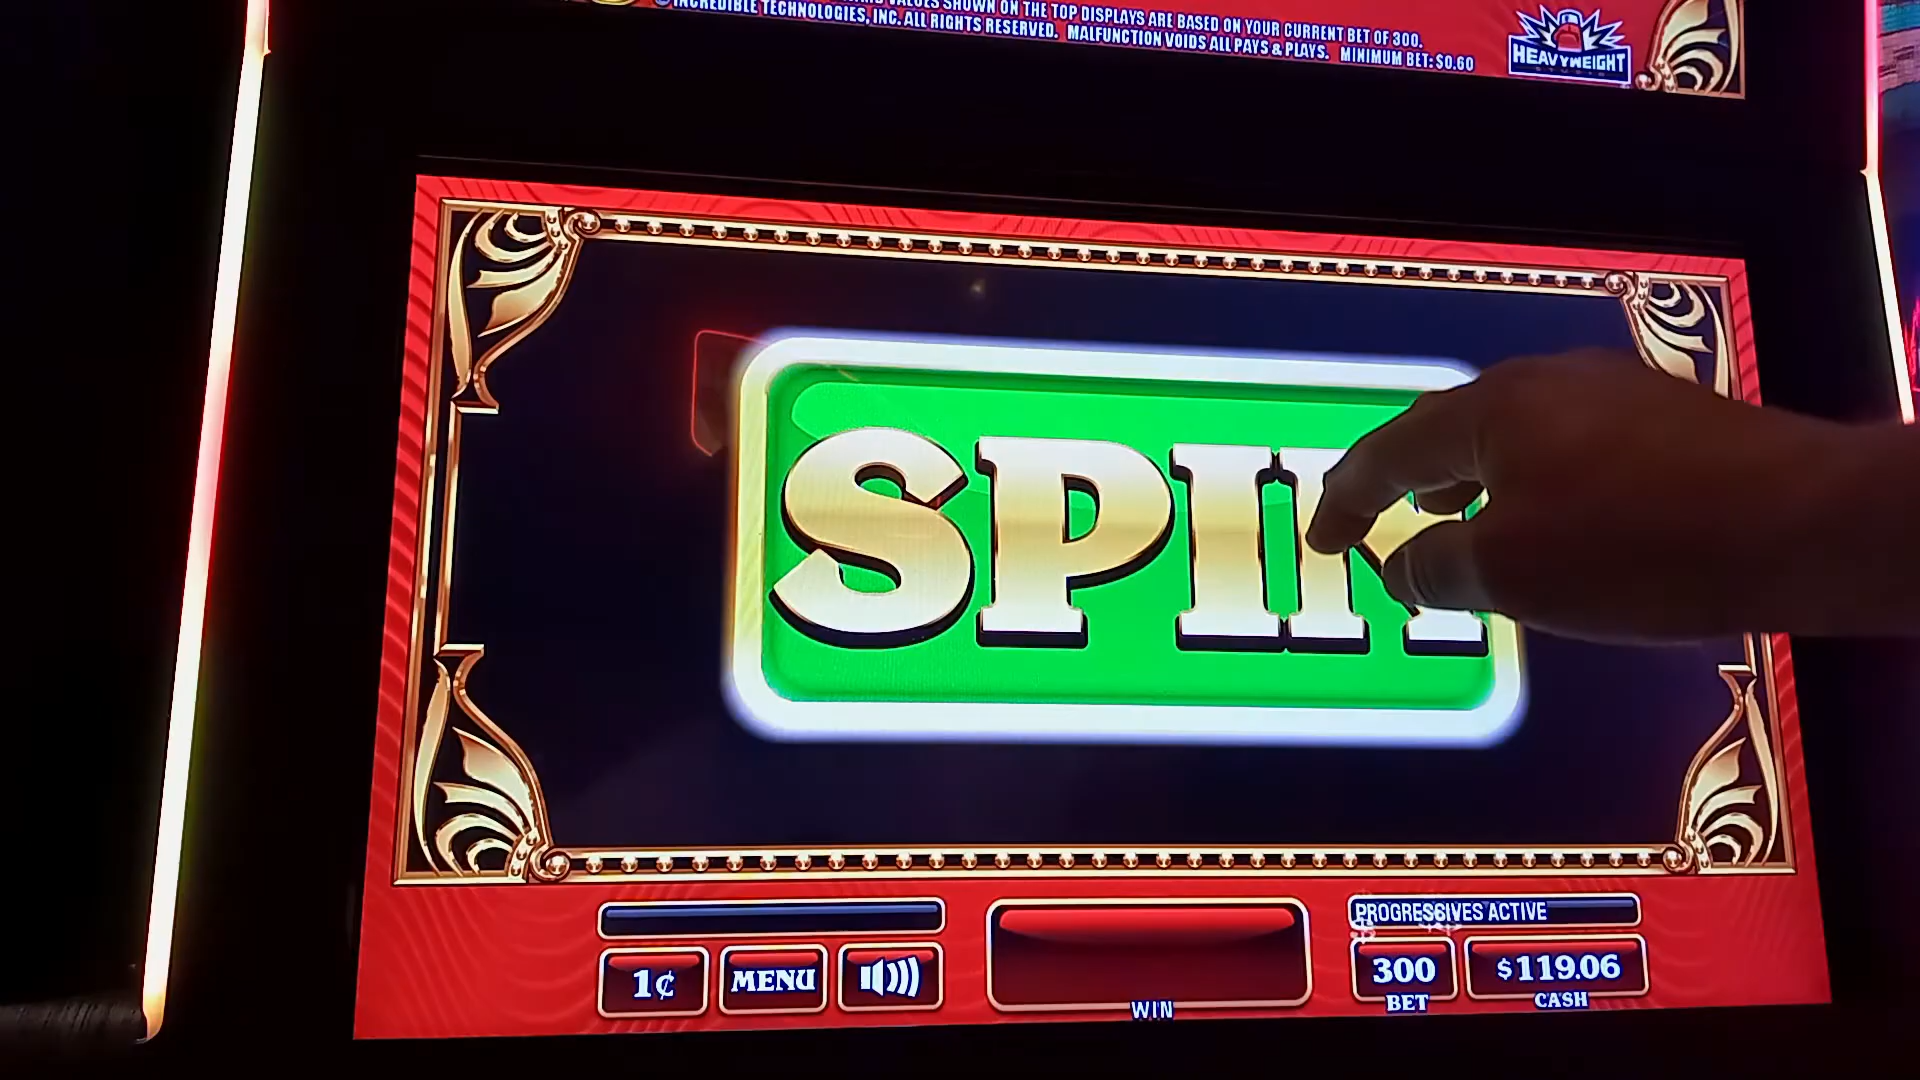 VALUES SHOWN ON THE TOP DISPLAYS ARE BASED ON YOUR CURRENT BET OF 300.
INCREDIBLE TECHNOLOGIES, INC. ALL RIGHTS RESERVED. MALFUNCTION VOIDS ALL PAYS & PLAYS. MINIMUM BET: $0.60
HEAVYWEIGHT
SPIN
PROGRESSIVES ACTIVE
1¢
MENU
300
$119.06
WIN
BET
CASH